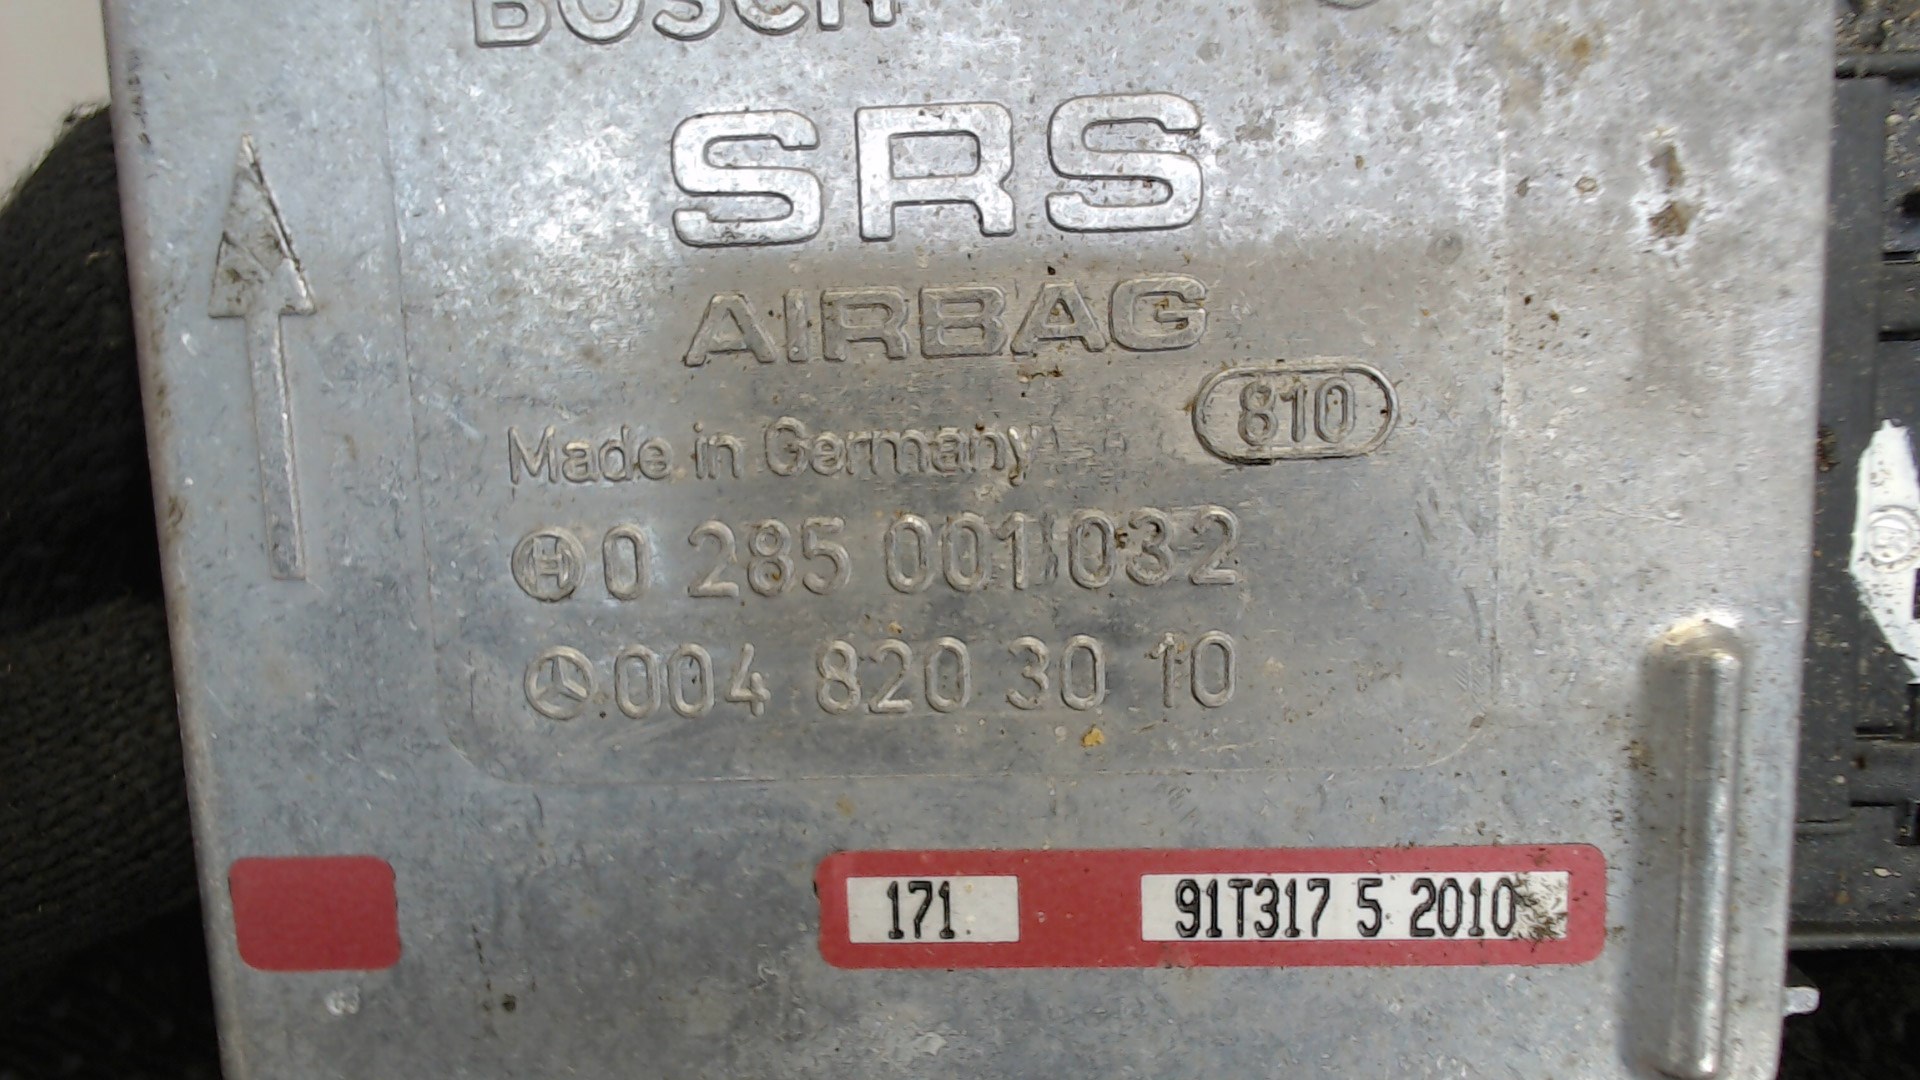 BOSCH
SRS
AIRBAG
810
Made in Germany
0 285 001 032
004 820 30 10
171
91T317 5 2010